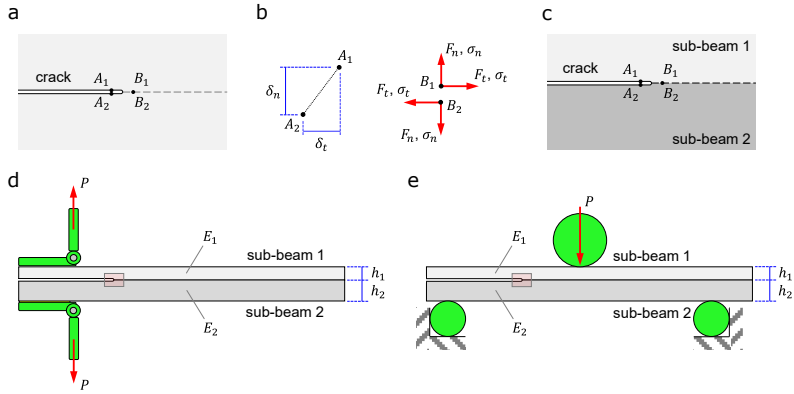 a
crack
A₁
B₁
A₂
B₂
b
A₁
δₙ
A₂
δₜ
Fₙ, σₙ
B₁
Fₜ, σₜ
Fₜ, σₜ
B₂
Fₙ, σₙ
c
sub-beam 1
crack
A₁
B₁
A₂
B₂
sub-beam 2
d
P
E₁
sub-beam 1
h₁
h₂
sub-beam 2
E₂
P
e
P
E₁
sub-beam 1
h₁
h₂
sub-beam 2
E₂